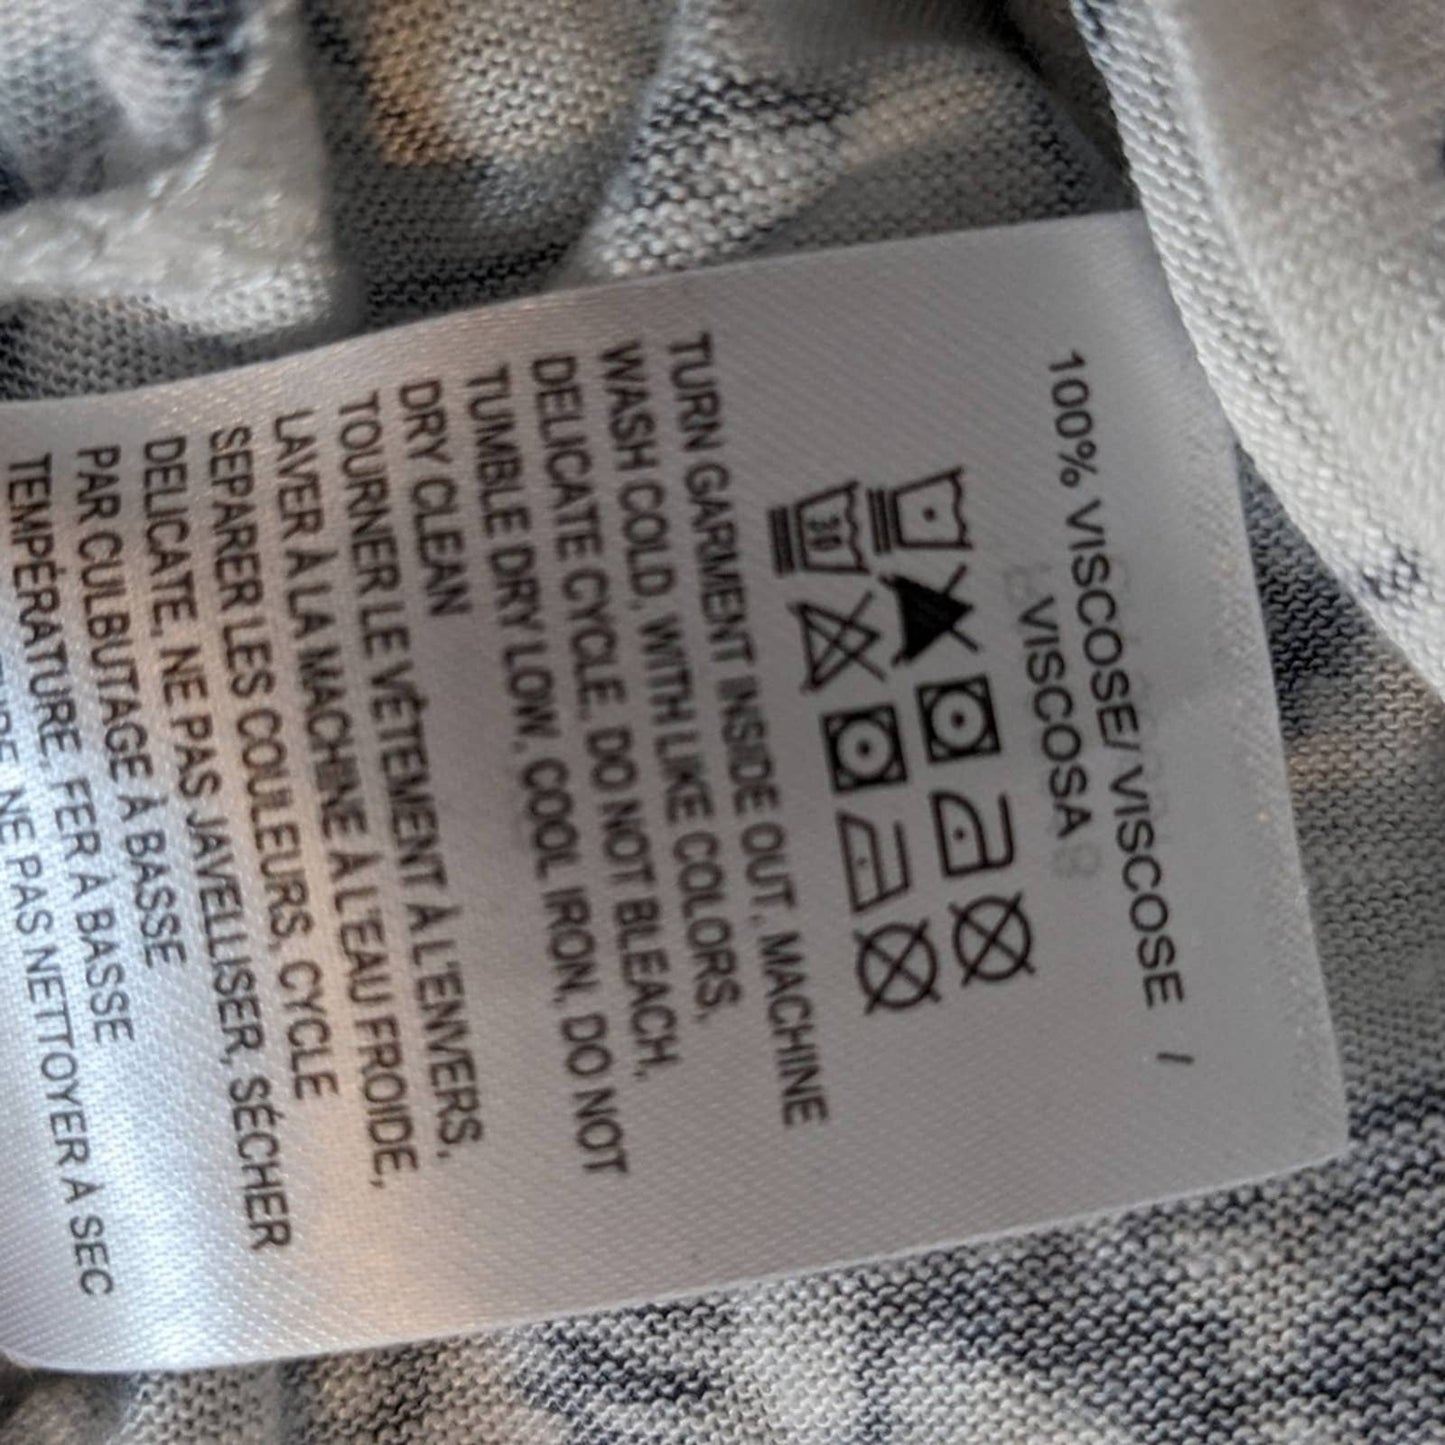 100% VISCOSE/ VISCOSE /
VISCOSA
30
TURN GARMENT INSIDE OUT, MACHINE
WASH COLD, WITH LIKE COLORS,
DELICATE CYCLE, DO NOT BLEACH,
TUMBLE DRY LOW, COOL IRON, DO NOT
DRY CLEAN
TOURNER LE VÊTEMENT À L'ENVERS.
LAVER À LA MACHINE À L'EAU FROIDE,
SEPARER LES COULEURS, CYCLE
DELICATE, NE PAS JAVELLISER, SÉCHER
PAR CULBUTAGE À BASSE
TEMPÉRATURE, FER À BASSE
NE PAS NETTOYER A SEC